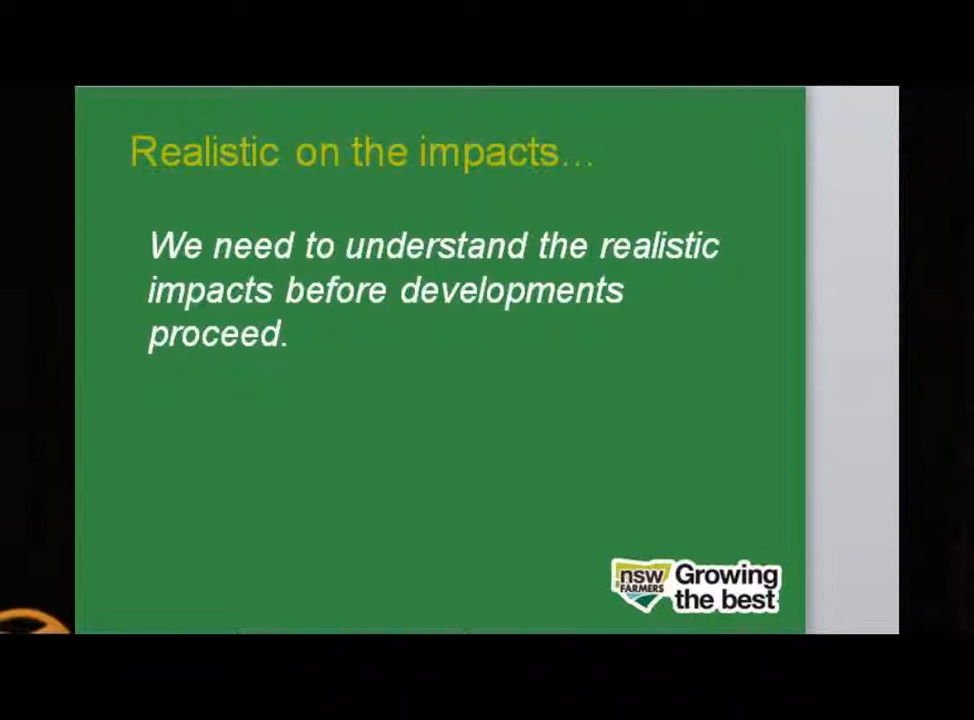 Realistic on the impacts...
We need to understand the realistic
impacts before developments
proceed.
nsw
FARMERS
Growing
the best